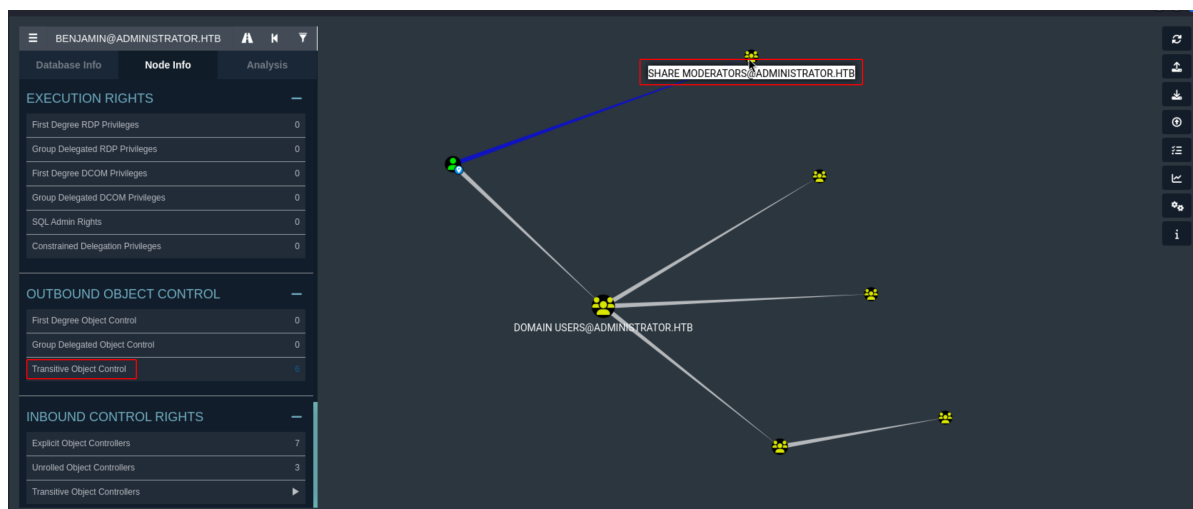 BENJAMIN@ADMINISTRATOR.HTB
Database Info Node Info Analysis
EXECUTION RIGHTS
First Degree RDP Privileges 0
Group Delegated RDP Privileges 0
First Degree DCOM Privileges 0
Group Delegated DCOM Privileges 0
SQL Admin Rights 0
Constrained Delegation Privileges 0
OUTBOUND OBJECT CONTROL
First Degree Object Control 0
Group Delegated Object Control 0
Transitive Object Control 6
INBOUND CONTROL RIGHTS
Explicit Object Controllers 7
Unrolled Object Controllers 3
Transitive Object Controllers
SHARE MODERATORS@ADMINISTRATOR.HTB
DOMAIN USERS@ADMINISTRATOR.HTB